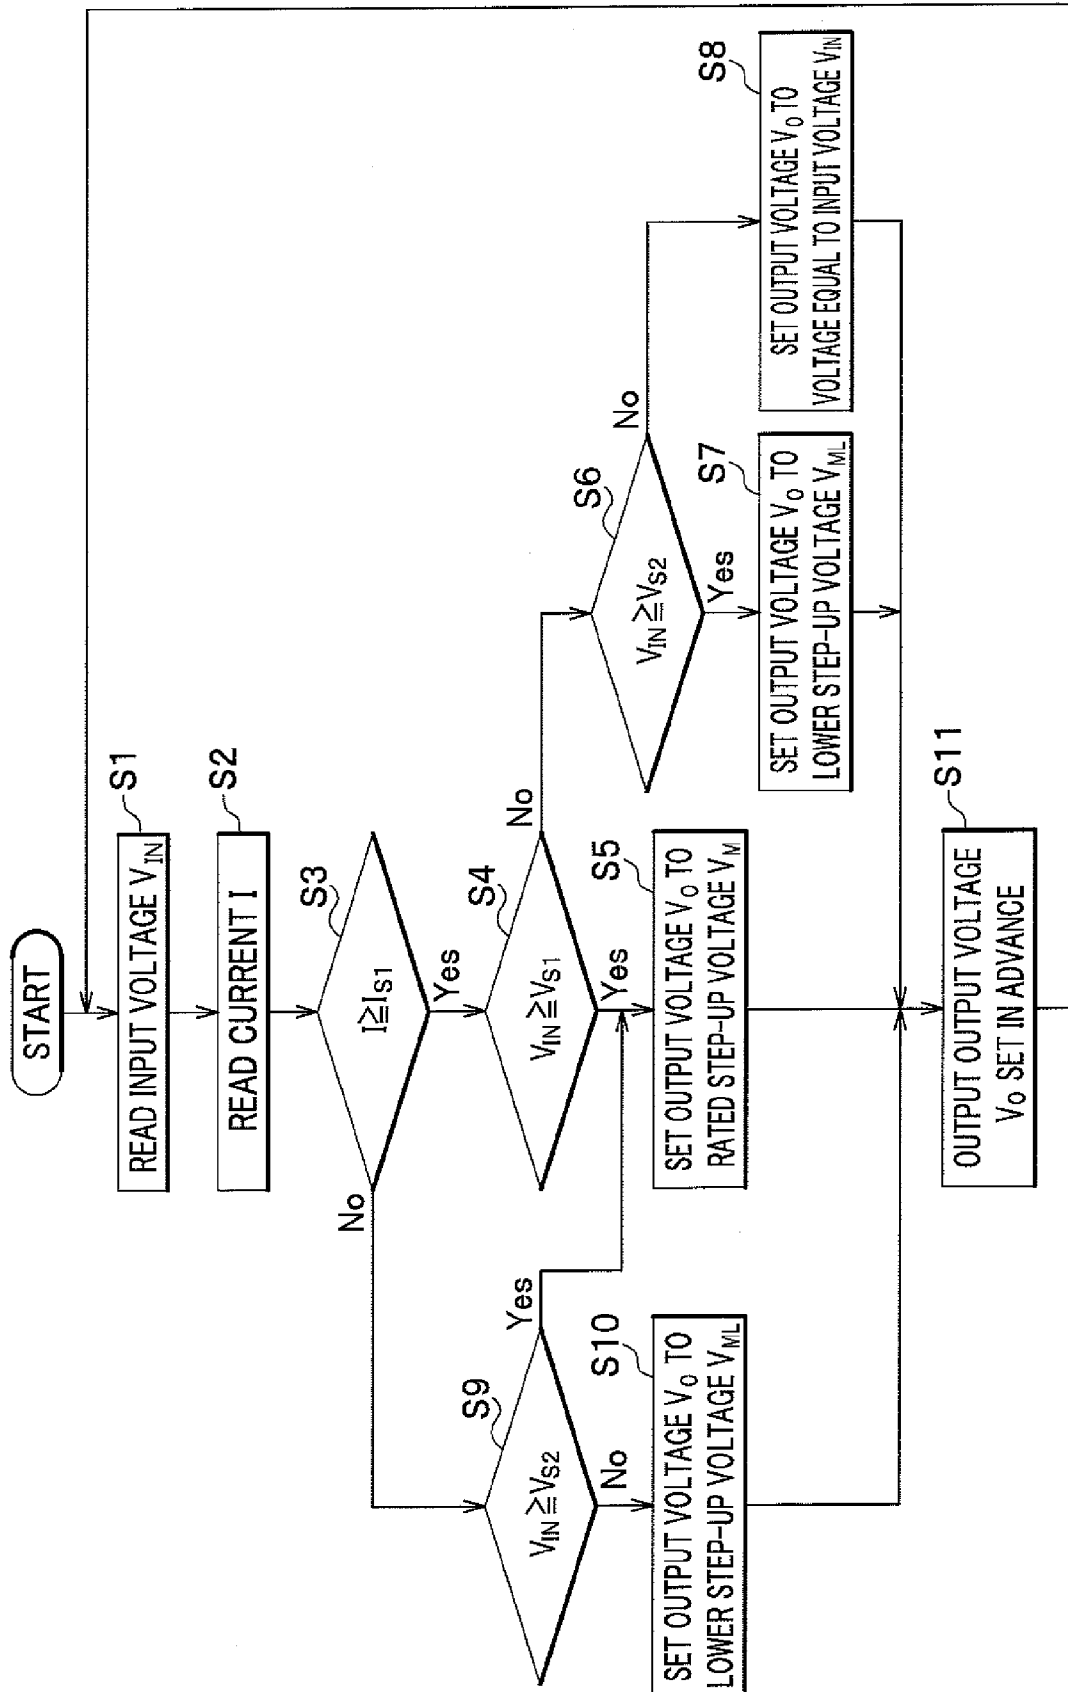 START
READ INPUT VOLTAGE V_IN
S1
READ CURRENT I
S2
I≧I_S1
S3
No
Yes
V_IN≧V_S1
S4
No
Yes
SET OUTPUT VOLTAGE V_O TO
RATED STEP-UP VOLTAGE V_M
S5
V_IN≧V_S2
S6
No
Yes
SET OUTPUT VOLTAGE V_O TO
LOWER STEP-UP VOLTAGE V_ML
S7
SET OUTPUT VOLTAGE V_O TO
VOLTAGE EQUAL TO INPUT VOLTAGE V_IN
S8
V_IN≧V_S2
S9
Yes
No
SET OUTPUT VOLTAGE V_O TO
LOWER STEP-UP VOLTAGE V_ML
S10
OUTPUT OUTPUT VOLTAGE
V_O SET IN ADVANCE
S11